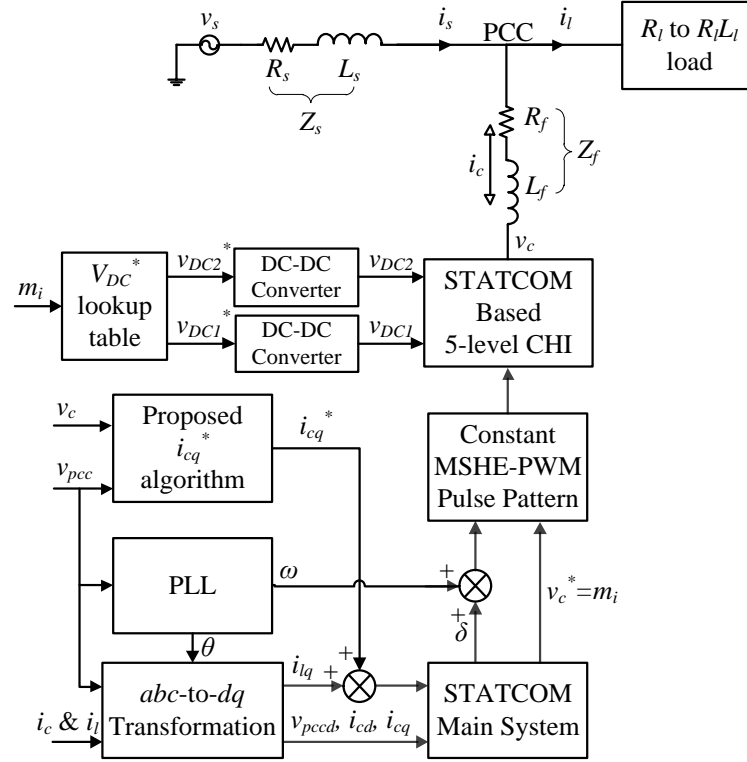 v_s
i_s
PCC
i_l
R_l to R_lL_l
load
R_s
L_s
Z_s
R_f
Z_f
i_c
L_f
v_c
m_i
V_DC^*
lookup
table
v_DC2^*
DC-DC
Converter
v_DC2
v_DC1^*
DC-DC
Converter
v_DC1
STATCOM
Based
5-level CHI
v_c
v_pcc
Proposed
i_cq^*
algorithm
i_cq^*
Constant
MSHE-PWM
Pulse Pattern
PLL
ω
+
+
δ
v_c^*=m_i
θ
i_c & i_l
abc-to-dq
Transformation
i_lq
+
+
v_pccd, i_cd, i_cq
STATCOM
Main System